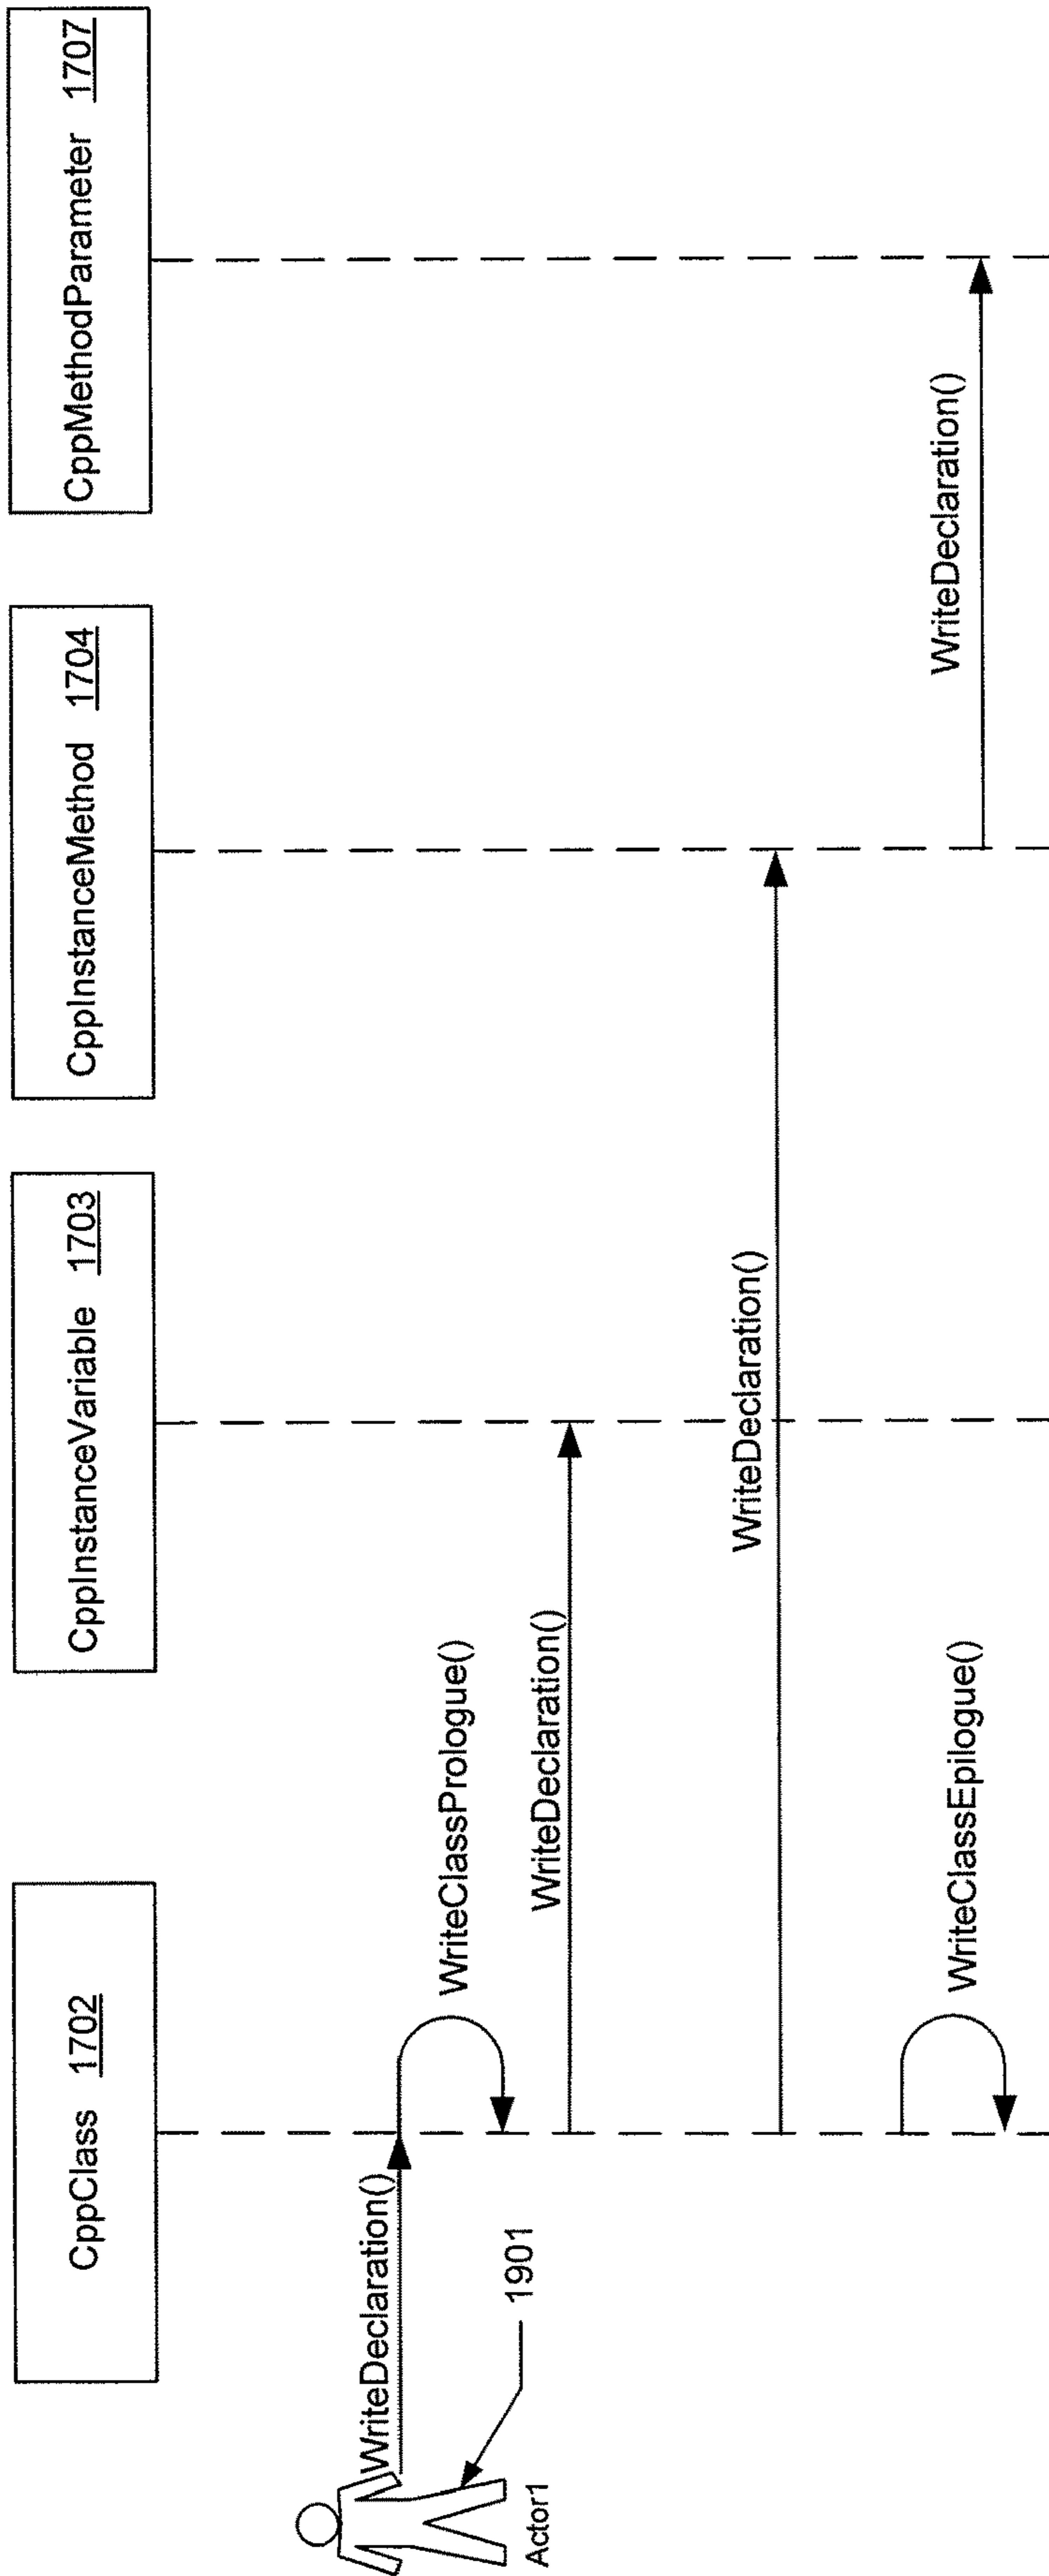 CppClass 1702
CppInstanceVariable 1703
CppInstanceMethod 1704
CppMethodParameter 1707
WriteDeclaration()
WriteClassPrologue()
1901
Actor1
WriteDeclaration()
WriteDeclaration()
WriteClassEpilogue()
WriteDeclaration()